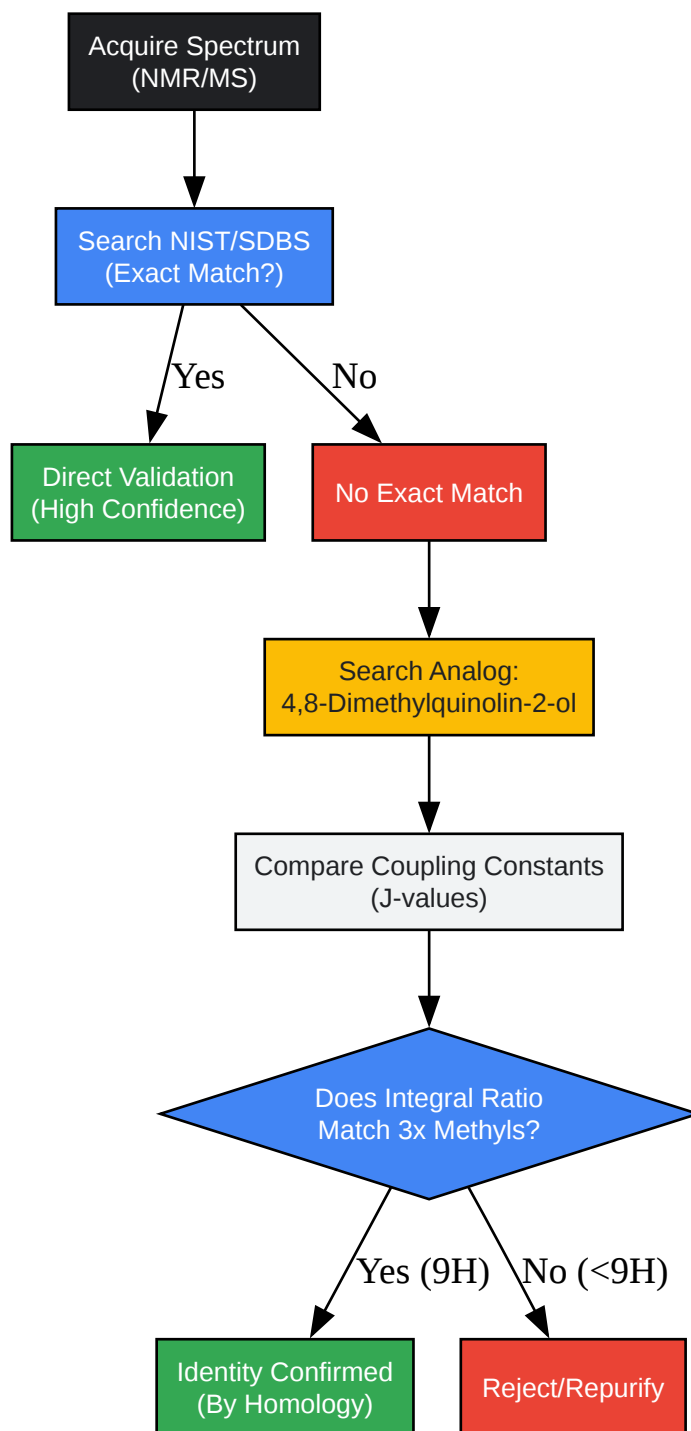 Acquire Spectrum
(NMR/MS)
Search NIST/SDBS
(Exact Match?)
Yes
No
Direct Validation
(High Confidence)
No Exact Match
Search Analog:
4,8-Dimethylquinolin-2-ol
Compare Coupling Constants
(J-values)
Does Integral Ratio
Match 3x Methyls?
Yes (9H)
No (<9H)
Identity Confirmed
(By Homology)
Reject/Repurify